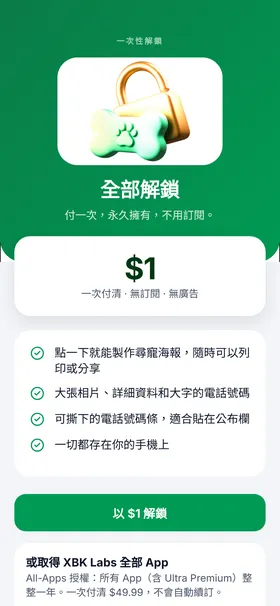 一次性解鎖
全部解鎖
付一次，永久擁有，不用訂閱。
$1
一次付清 · 無訂閱 · 無廣告
點一下就能製作尋寵海報，隨時可以列
印或分享
大張相片、詳細資料和大字的電話號碼
可撕下的電話號碼條，適合貼在公布欄
一切都存在你的手機上
以 $1 解鎖
或取得 XBK Labs 全部 App
All-Apps 授權：所有 App（含 Ultra Premium）整
整一年。一次付清 $49.99，不會自動續訂。